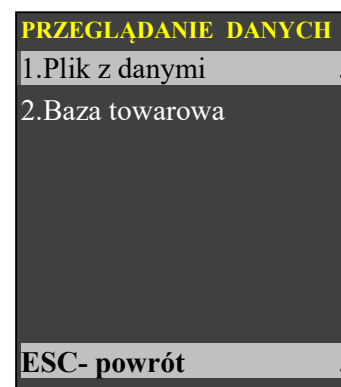 PRZEGLĄDANIE DANYCH
1.Plik z danymi
2.Baza towarowa
ESC- powrót